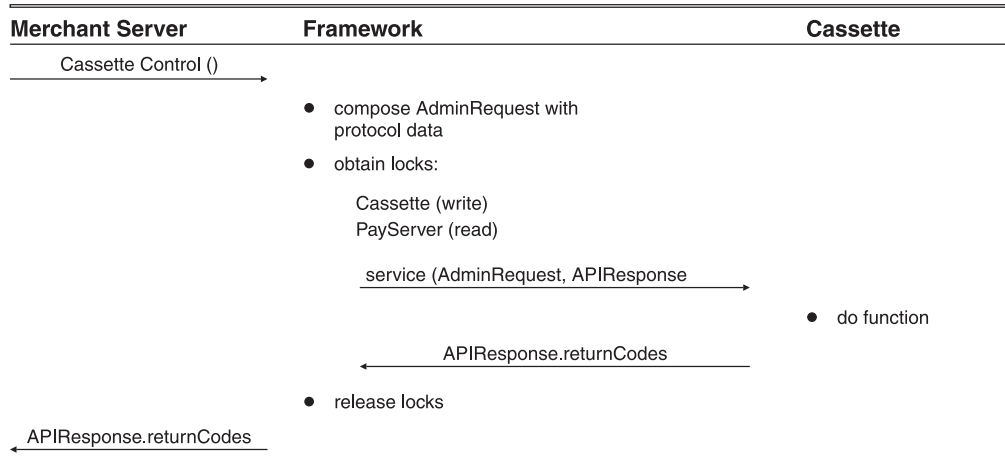 Merchant Server Framework Cassette
Cassette Control ()
● compose AdminRequest with
protocol data
● obtain locks:
Cassette (write)
PayServer (read)
service (AdminRequest, APIResponse
● do function
APIResponse.returnCodes
● release locks
APIResponse.returnCodes